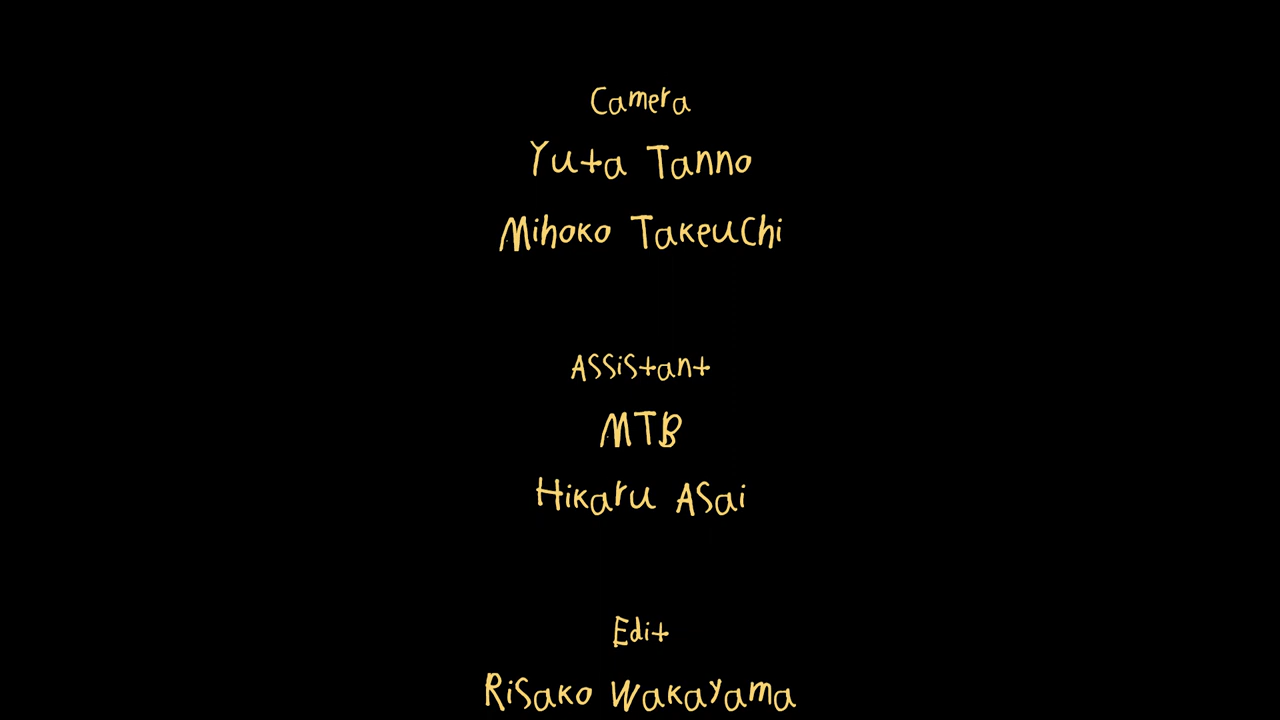 Camera
Yuta Tanno
Mihoko Takeuchi
Assistant
MTB
Hikaru Asai
Edit
Risako Wakayama